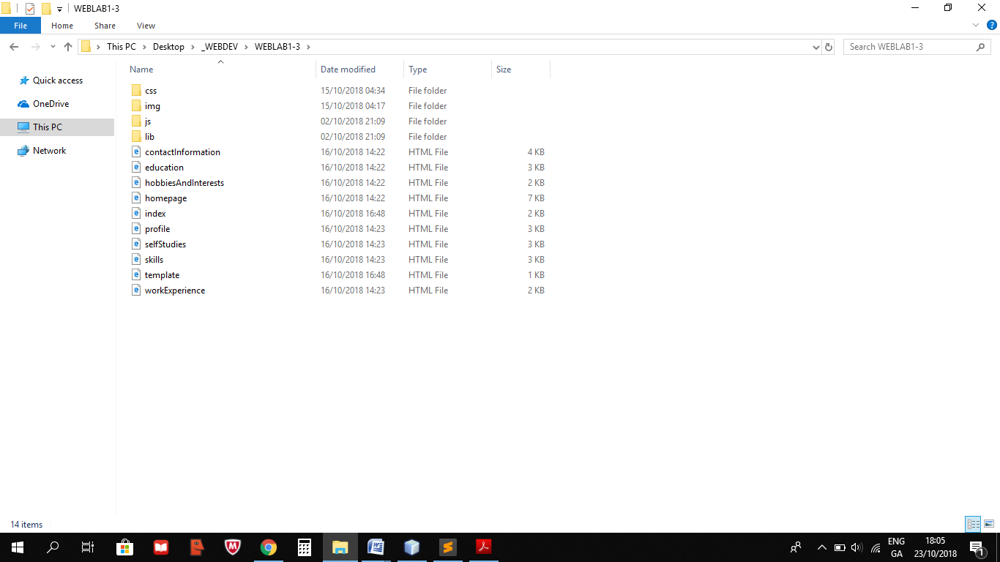 WEBLAB1-3
File Home Share View
This PC Desktop _WEBDEV WEBLAB1-3 Search WEBLAB1-3
Name Date modified Type Size
Quick access
OneDrive
This PC
Network
css 15/10/2018 04:34 File folder
img 15/10/2018 04:17 File folder
js 02/10/2018 21:09 File folder
lib 02/10/2018 21:09 File folder
contactInformation 16/10/2018 14:22 HTML File 4 KB
education 16/10/2018 14:22 HTML File 3 KB
hobbiesAndInterests 16/10/2018 14:22 HTML File 2 KB
homepage 16/10/2018 14:22 HTML File 7 KB
index 16/10/2018 16:48 HTML File 2 KB
profile 16/10/2018 14:23 HTML File 3 KB
selfStudies 16/10/2018 14:23 HTML File 3 KB
skills 16/10/2018 14:23 HTML File 3 KB
template 16/10/2018 16:48 HTML File 1 KB
workExperience 16/10/2018 14:23 HTML File 2 KB
14 items
ENG 18:05
GA 23/10/2018 1